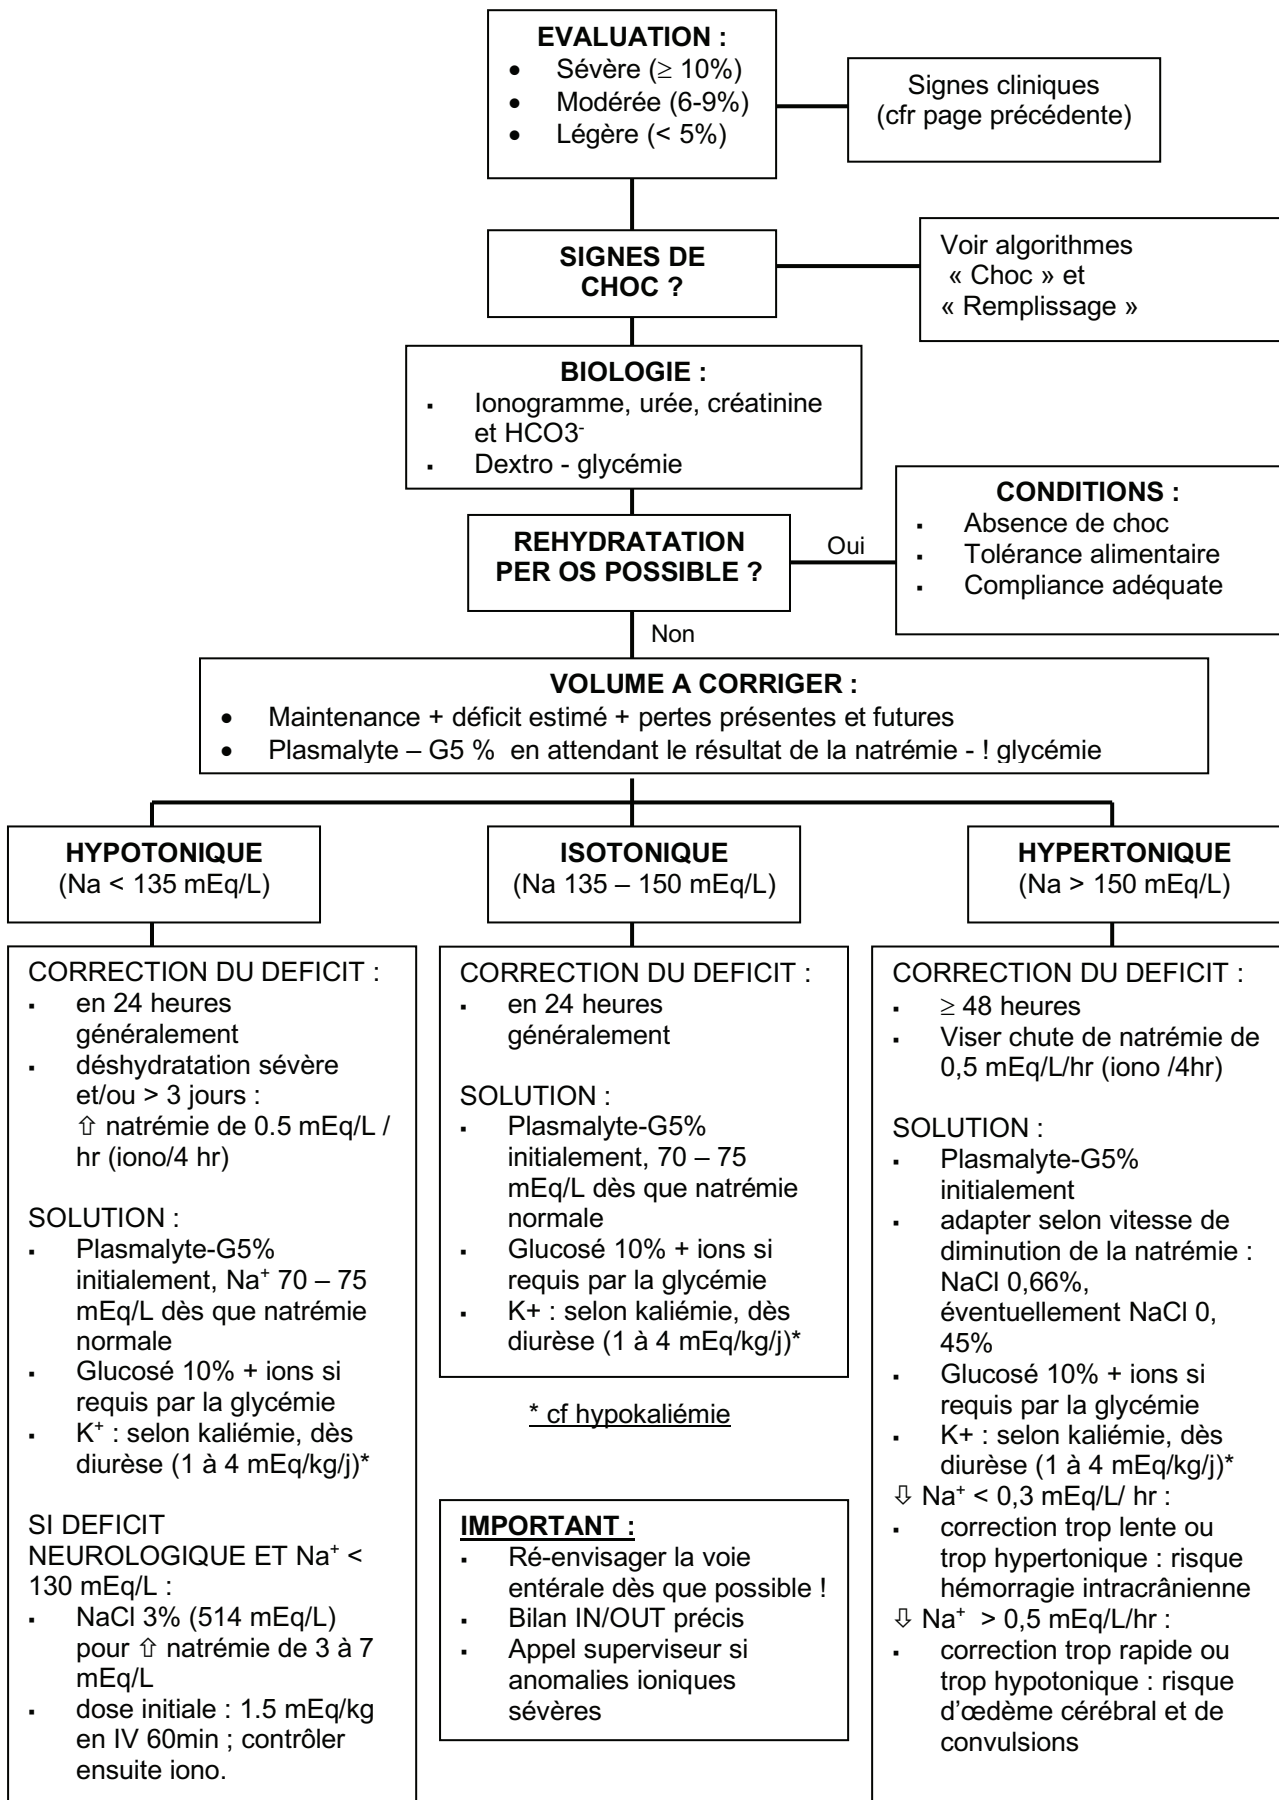 EVALUATION :
• Sévère (≥ 10%)
• Modérée (6-9%)
• Légère (< 5%)
Signes cliniques
(cfr page précédente)
SIGNES DE
CHOC ?
Voir algorithmes
« Choc » et
« Remplissage »
BIOLOGIE :
▪ Ionogramme, urée, créatinine
et HCO3⁻
▪ Dextro - glycémie
REHYDRATATION
PER OS POSSIBLE ?
Oui
CONDITIONS :
▪ Absence de choc
▪ Tolérance alimentaire
▪ Compliance adéquate
Non
VOLUME A CORRIGER :
• Maintenance + déficit estimé + pertes présentes et futures
• Plasmalyte – G5 % en attendant le résultat de la natrémie - ! glycémie
HYPOTONIQUE
(Na < 135 mEq/L)
ISOTONIQUE
(Na 135 – 150 mEq/L)
HYPERTONIQUE
(Na > 150 mEq/L)
CORRECTION DU DEFICIT :
▪ en 24 heures
généralement
▪ déshydratation sévère
et/ou > 3 jours :
⇧ natrémie de 0.5 mEq/L /
hr (iono/4 hr)
SOLUTION :
▪ Plasmalyte-G5%
initialement, Na⁺ 70 – 75
mEq/L dès que natrémie
normale
▪ Glucosé 10% + ions si
requis par la glycémie
▪ K⁺ : selon kaliémie, dès
diurèse (1 à 4 mEq/kg/j)*
SI DEFICIT
NEUROLOGIQUE ET Na⁺ <
130 mEq/L :
▪ NaCl 3% (514 mEq/L)
pour ⇧ natrémie de 3 à 7
mEq/L
▪ dose initiale : 1.5 mEq/kg
en IV 60min ; contrôler
ensuite iono.
CORRECTION DU DEFICIT :
▪ en 24 heures
généralement
SOLUTION :
▪ Plasmalyte-G5%
initialement, 70 – 75
mEq/L dès que natrémie
normale
▪ Glucosé 10% + ions si
requis par la glycémie
▪ K+ : selon kaliémie, dès
diurèse (1 à 4 mEq/kg/j)*
* cf hypokaliémie
IMPORTANT :
▪ Ré-envisager la voie
entérale dès que possible !
▪ Bilan IN/OUT précis
▪ Appel superviseur si
anomalies ioniques
sévères
CORRECTION DU DEFICIT :
▪ ≥ 48 heures
▪ Viser chute de natrémie de
0,5 mEq/L/hr (iono /4hr)
SOLUTION :
▪ Plasmalyte-G5%
initialement
▪ adapter selon vitesse de
diminution de la natrémie :
NaCl 0,66%,
éventuellement NaCl 0,
45%
▪ Glucosé 10% + ions si
requis par la glycémie
▪ K+ : selon kaliémie, dès
diurèse (1 à 4 mEq/kg/j)*
⇩ Na⁺ < 0,3 mEq/L/ hr :
▪ correction trop lente ou
trop hypertonique : risque
hémorragie intracrânienne
⇩ Na⁺ > 0,5 mEq/L/hr :
▪ correction trop rapide ou
trop hypotonique : risque
d'œdème cérébral et de
convulsions